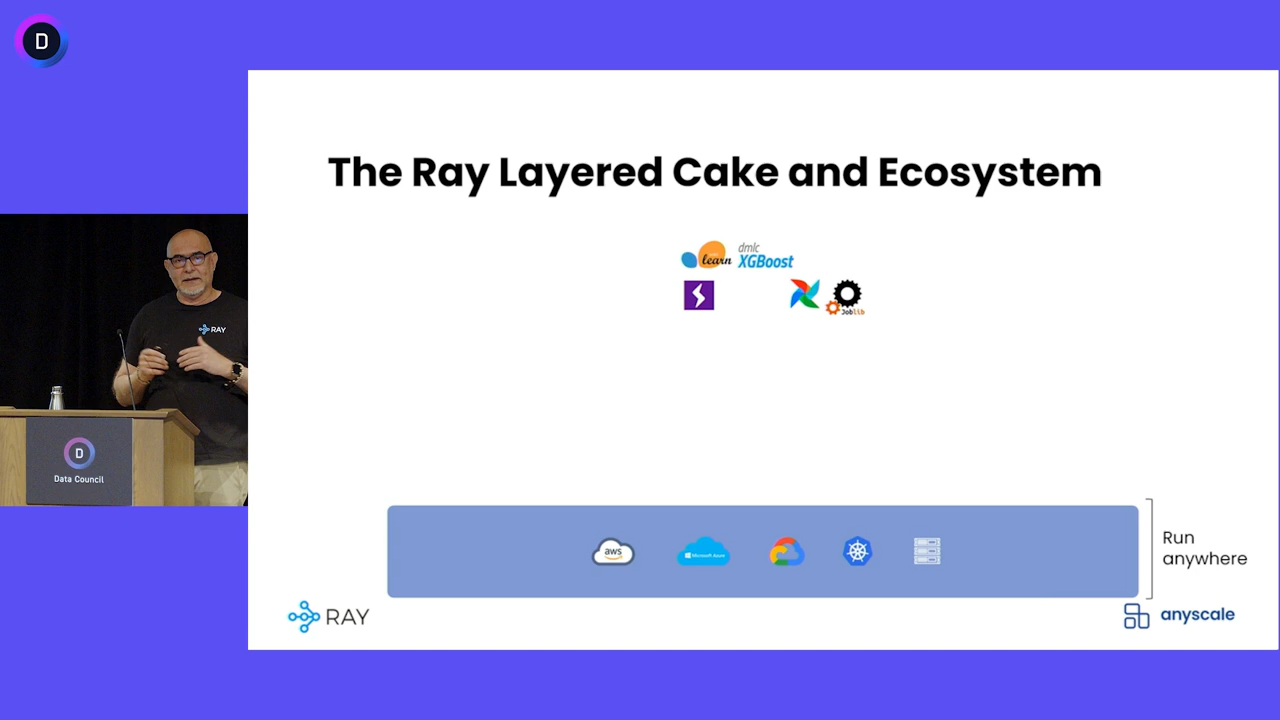 D
The Ray Layered Cake and Ecosystem
learn
dmlc
XGBoost
Joblib
RAY
D
Data Council
aws
Microsoft Azure
Run
anywhere
RAY
anyscale